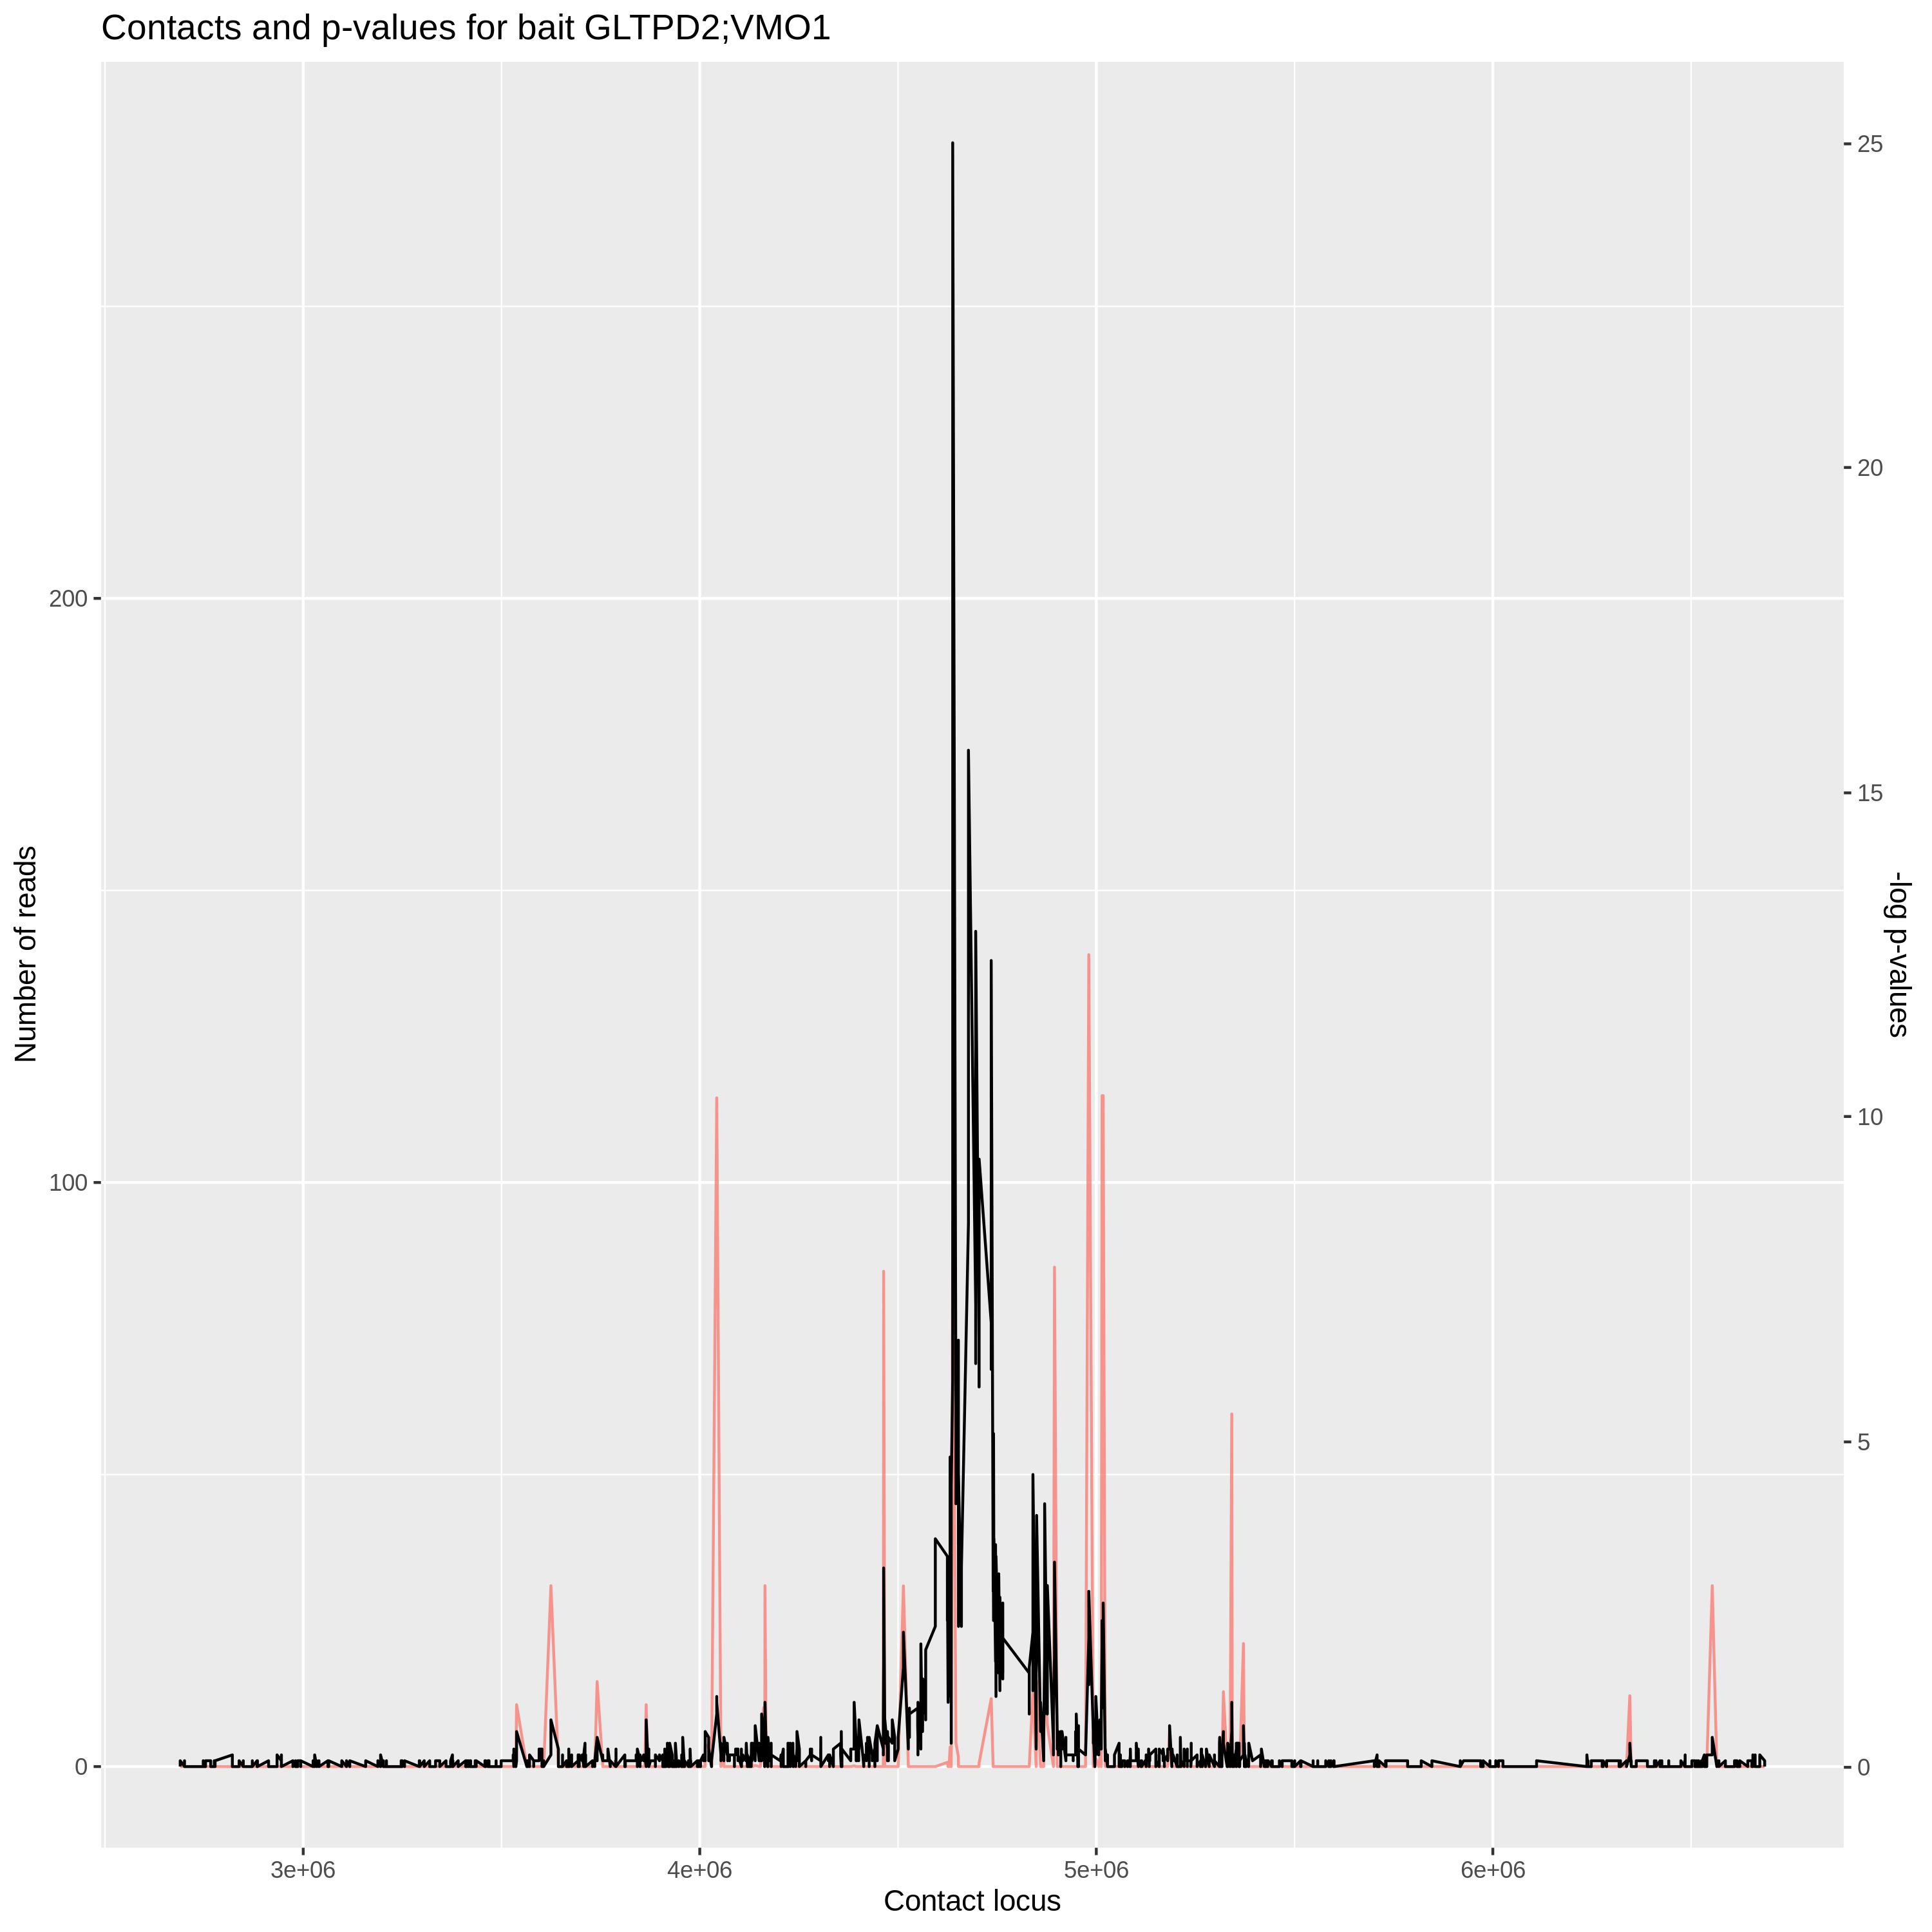 Contacts and p-values for bait GLTPD2;VMO1
Number of reads
200
100
0
25
20
15
10
5
0
-log p-values
3e+06
4e+06
5e+06
6e+06
Contact locus